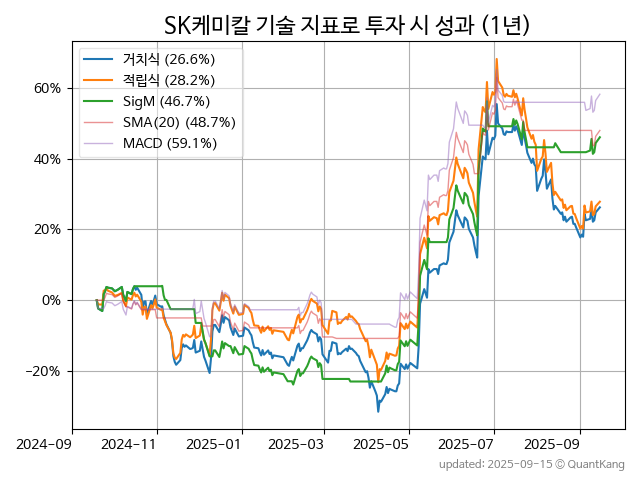 SK케미칼 기술 지표로 투자 시 성과 (1년)
거치식 (26.6%)
적립식 (28.2%)
SigM (46.7%)
SMA(20) (48.7%)
MACD (59.1%)
60%
40%
20%
0%
−20%
2024-09 2024-11 2025-01 2025-03 2025-05 2025-07 2025-09
updated: 2025-09-15 © QuantKang